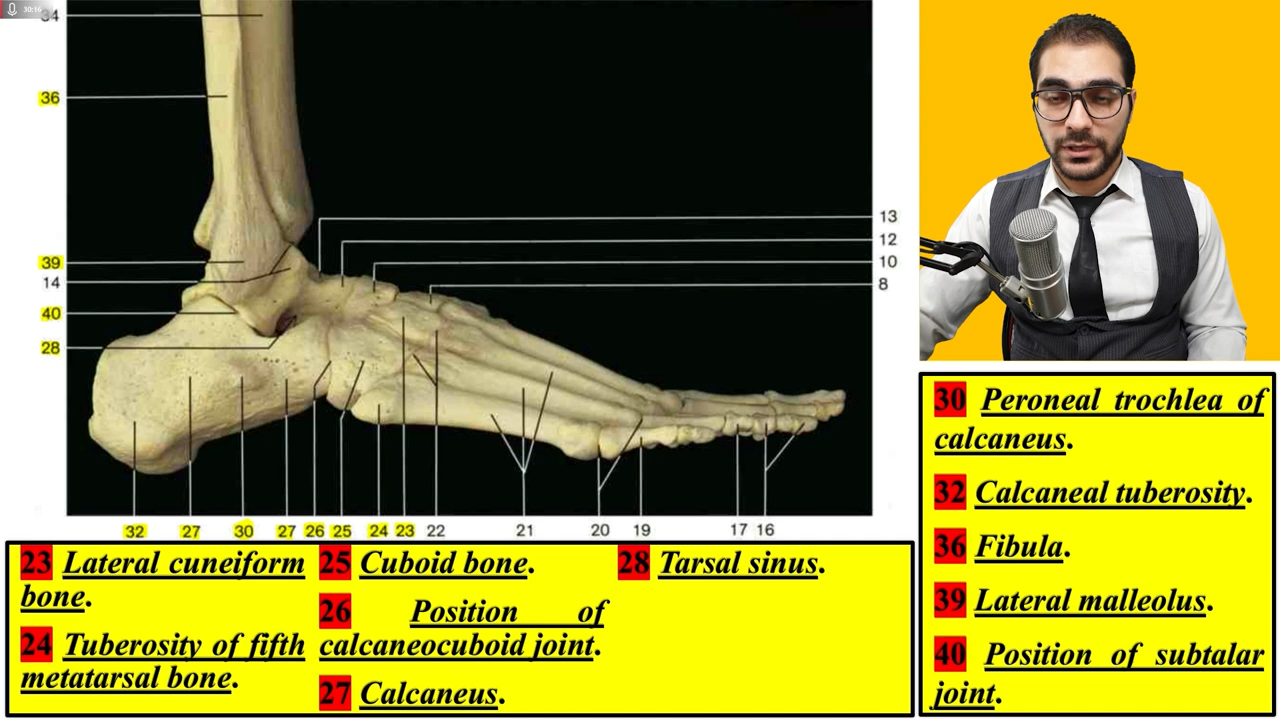 30:16
34
36
39
14
40
28
13
12
10
8
32 27 30 27 26 25 24 23 22 21 20 19 17 16
23 Lateral cuneiform
bone.
24 Tuberosity of fifth
metatarsal bone.
25 Cuboid bone.
26 Position of
calcaneocuboid joint.
27 Calcaneus.
28 Tarsal sinus.
30 Peroneal trochlea of
calcaneus.
32 Calcaneal tuberosity.
36 Fibula.
39 Lateral malleolus.
40 Position of subtalar
joint.